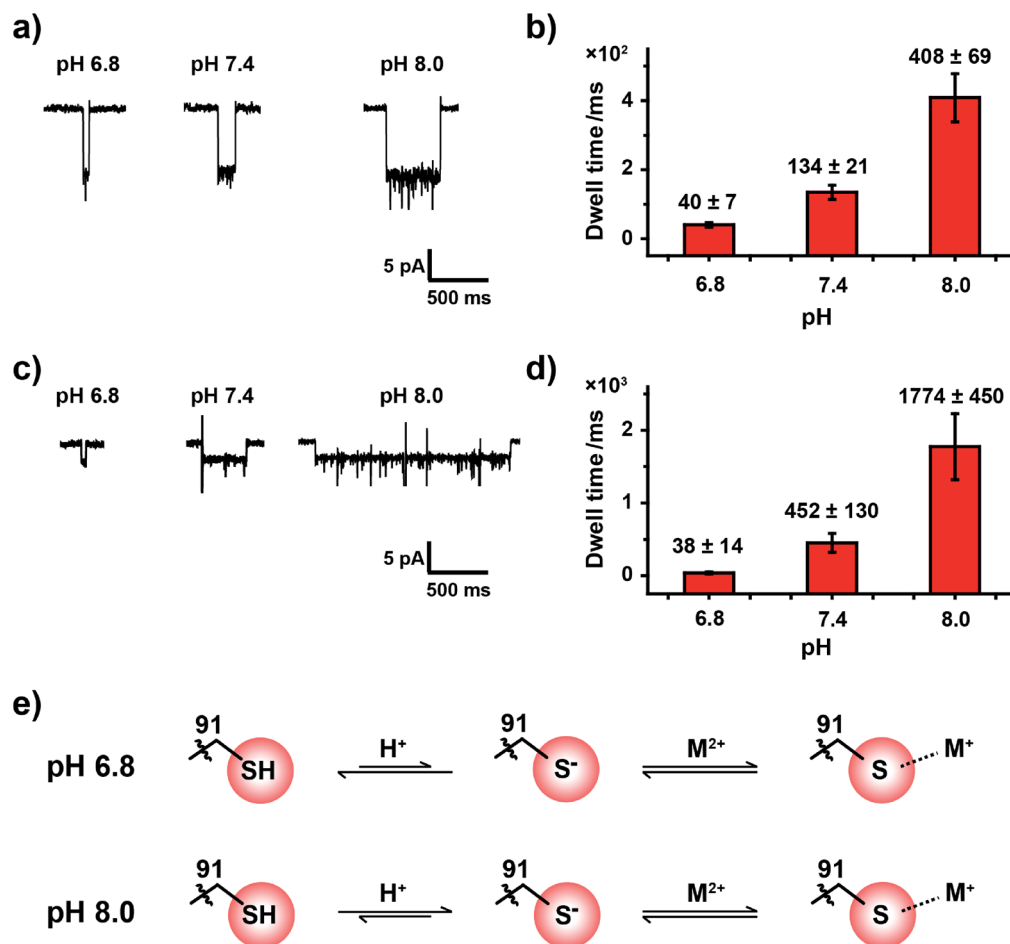 a)
pH 6.8 pH 7.4 pH 8.0
5 pA
500 ms
b)
×10²
Dwell time /ms
4
2
0
40 ± 7
134 ± 21
408 ± 69
6.8 7.4 8.0
pH
c)
pH 6.8 pH 7.4 pH 8.0
5 pA
500 ms
d)
×10³
Dwell time /ms
2
1
0
38 ± 14
452 ± 130
1774 ± 450
6.8 7.4 8.0
pH
e)
pH 6.8
91
SH
H⁺
91
S⁻
M²⁺
91
S
M⁺
pH 8.0
91
SH
H⁺
91
S⁻
M²⁺
91
S
M⁺